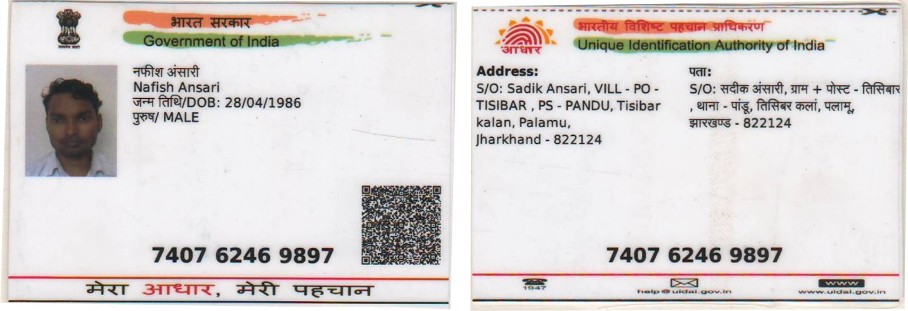 भारत सरकार
Government of India
नफीश अंसारी
Nafish Ansari
जन्म तिथि/DOB: 28/04/1986
पुरुष/ MALE
7407 6246 9897
मेरा आधार, मेरी पहचान
भारतीय विशिष्ट पहचान प्राधिकरण
Unique Identification Authority of India
आधार
Address:
S/O: Sadik Ansari, VILL - PO -
TISIBAR , PS - PANDU, Tisibar
kalan, Palamu,
Jharkhand - 822124
पता:
S/O: सदीक अंसारी, ग्राम + पोस्ट - तिसिबार
, थाना - पांडू, तिसिबर कलां, पलामू,
झारखण्ड - 822124
7407 6246 9897
1947
help@uidai.gov.in
www
www.uidai.gov.in